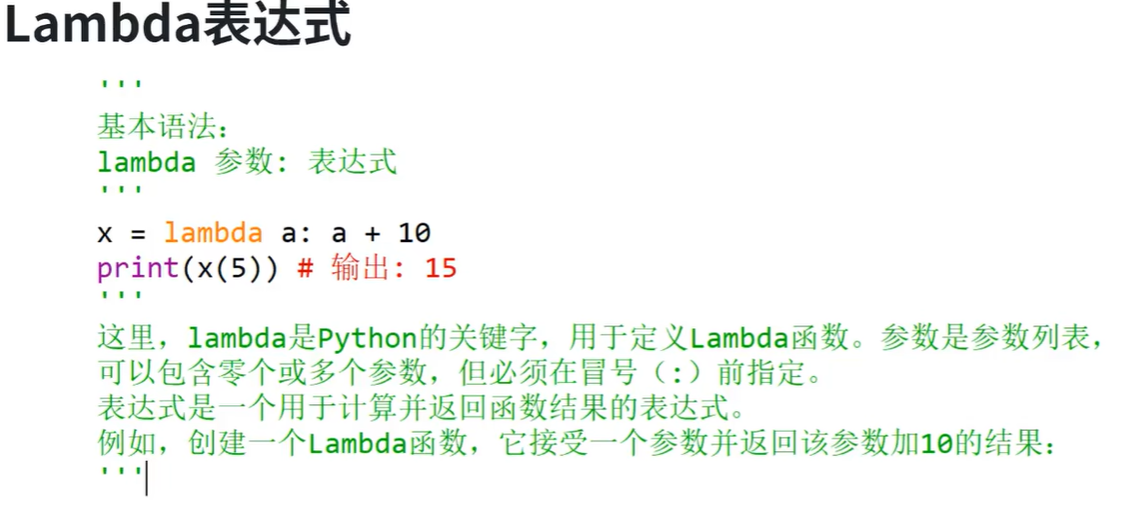 Lambda表达式
'''
基本语法：
lambda 参数: 表达式
'''
x = lambda a: a + 10
print(x(5)) # 输出: 15
'''
这里，lambda是Python的关键字，用于定义Lambda函数。参数是参数列表，
可以包含零个或多个参数，但必须在冒号（:）前指定。
表达式是一个用于计算并返回函数结果的表达式。
例如，创建一个Lambda函数，它接受一个参数并返回该参数加10的结果：
'''